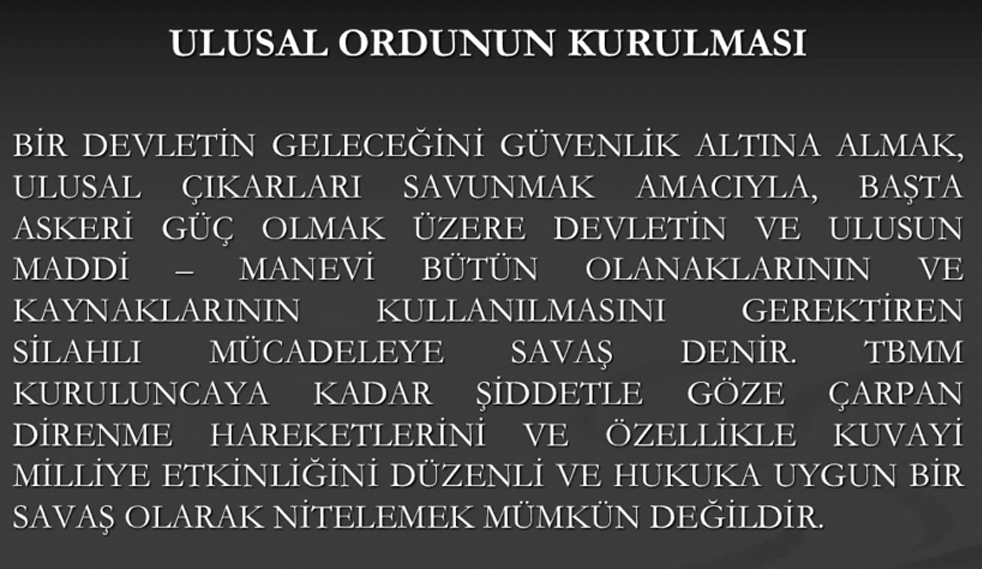 ULUSAL ORDUNUN KURULMASI
BİR DEVLETİN GELECEĞİNİ GÜVENLİK ALTINA ALMAK,
ULUSAL ÇIKARLARI SAVUNMAK AMACIYLA, BAŞTA
ASKERİ GÜÇ OLMAK ÜZERE DEVLETİN VE ULUSUN
MADDİ – MANEVİ BÜTÜN OLANAKLARININ VE
KAYNAKLARININ KULLANILMASINI GEREKTİREN
SİLAHLI MÜCADELEYE SAVAŞ DENİR. TBMM
KURULUNCAYA KADAR ŞİDDETLE GÖZE ÇARPAN
DİRENME HAREKETLERİNİ VE ÖZELLİKLE KUVAYİ
MİLLİYE ETKİNLİĞİNİ DÜZENLİ VE HUKUKA UYGUN BİR
SAVAŞ OLARAK NİTELEMEK MÜMKÜN DEĞİLDİR.